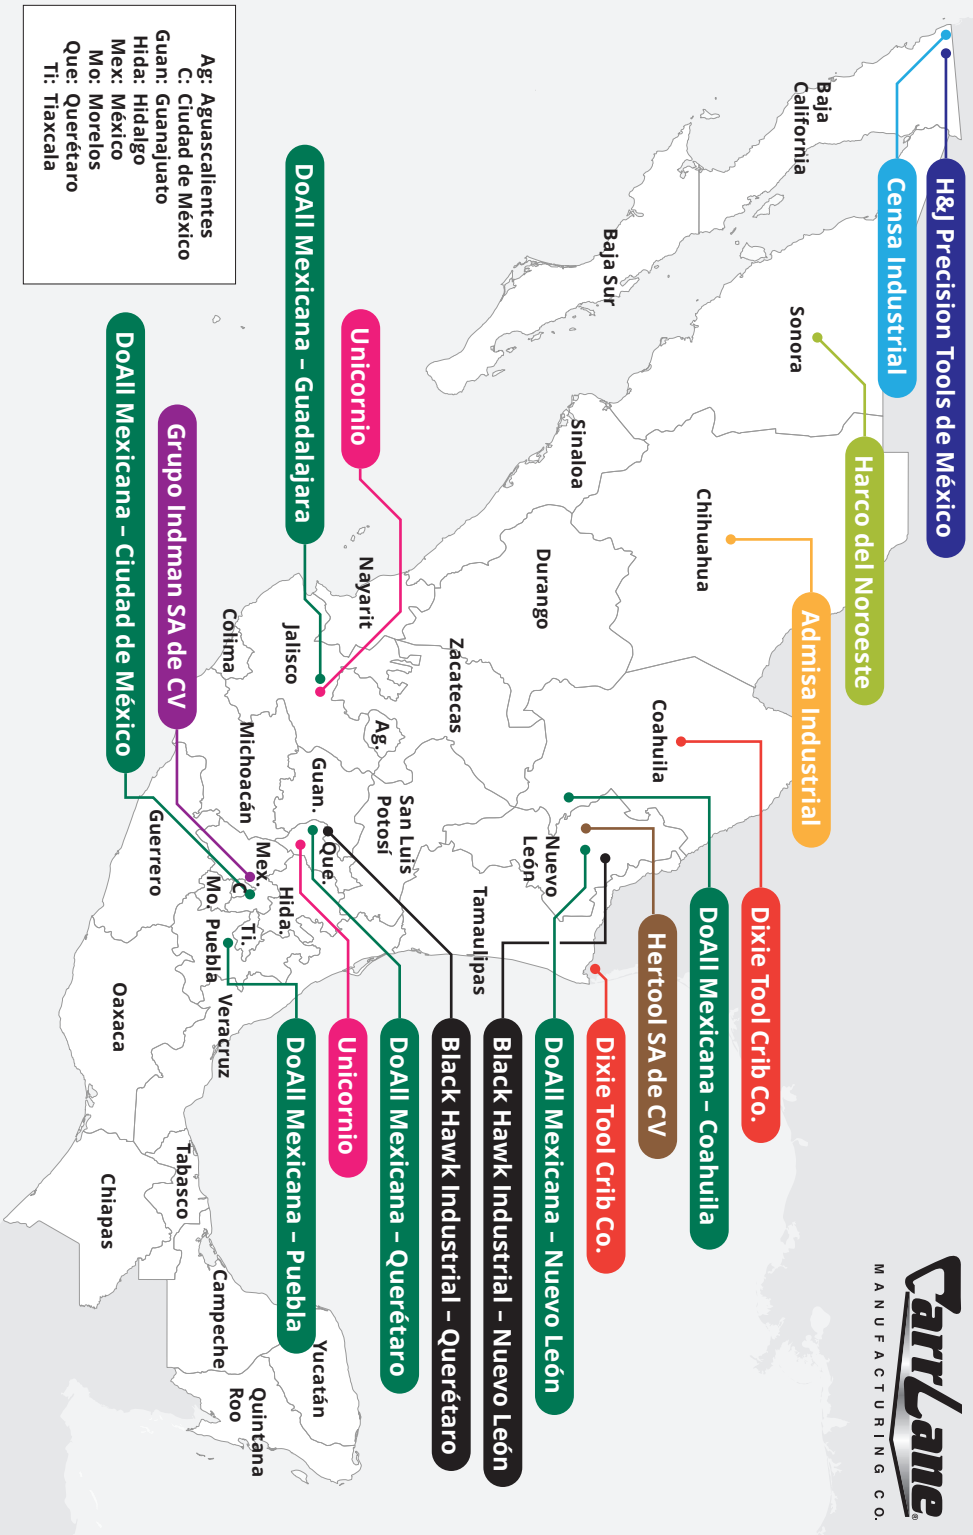 CarrLane®
MANUFACTURING CO.
H&J Precision Tools de México
Censa Industrial
Harco del Noroeste
Admisa Industrial
Dixie Tool Crib Co.
DoAll Mexicana – Coahuila
Hertool SA de CV
Dixie Tool Crib Co.
DoAll Mexicana – Nuevo León
Black Hawk Industrial – Nuevo León
Black Hawk Industrial – Querétaro
DoAll Mexicana – Querétaro
Unicornio
DoAll Mexicana – Puebla
Unicornio
DoAll Mexicana – Guadalajara
Grupo Indman SA de CV
DoAll Mexicana – Ciudad de México
Baja
California
Baja Sur
Sonora
Chihuahua
Sinaloa
Durango
Coahuila
Nuevo
León
Zacatecas
Tamaulipas
San Luis
Potosí
Nayarit
Ag.
Jalisco
Guan.
Que.
Hida.
Colima
Michoacán
Mex.
C
Ti.
Mo.
Puebla
Veracruz
Guerrero
Oaxaca
Tabasco
Chiapas
Campeche
Yucatán
Quintana
Roo
Ag: Aguascalientes
C: Ciudad de México
Guan: Guanajuato
Hida: Hidalgo
Mex: México
Mo: Morelos
Que: Querétaro
Ti: Tiaxcala